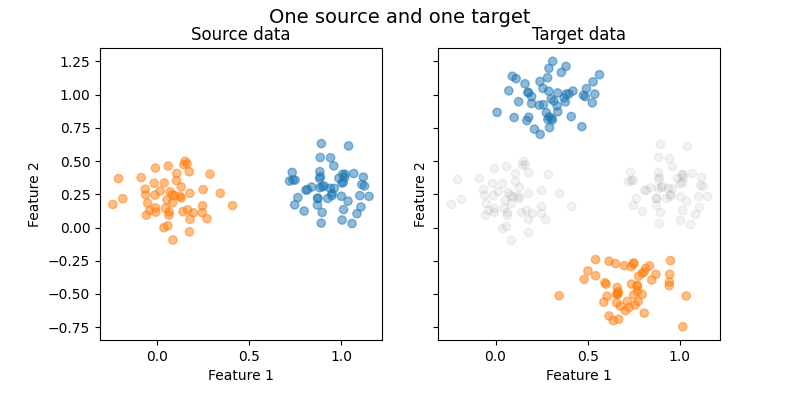 One source and one target
Source data
Target data
1.25
1.00
0.75
0.50
0.25
0.00
−0.25
−0.50
−0.75
Feature 2
Feature 2
0.0 0.5 1.0
0.0 0.5 1.0
Feature 1
Feature 1